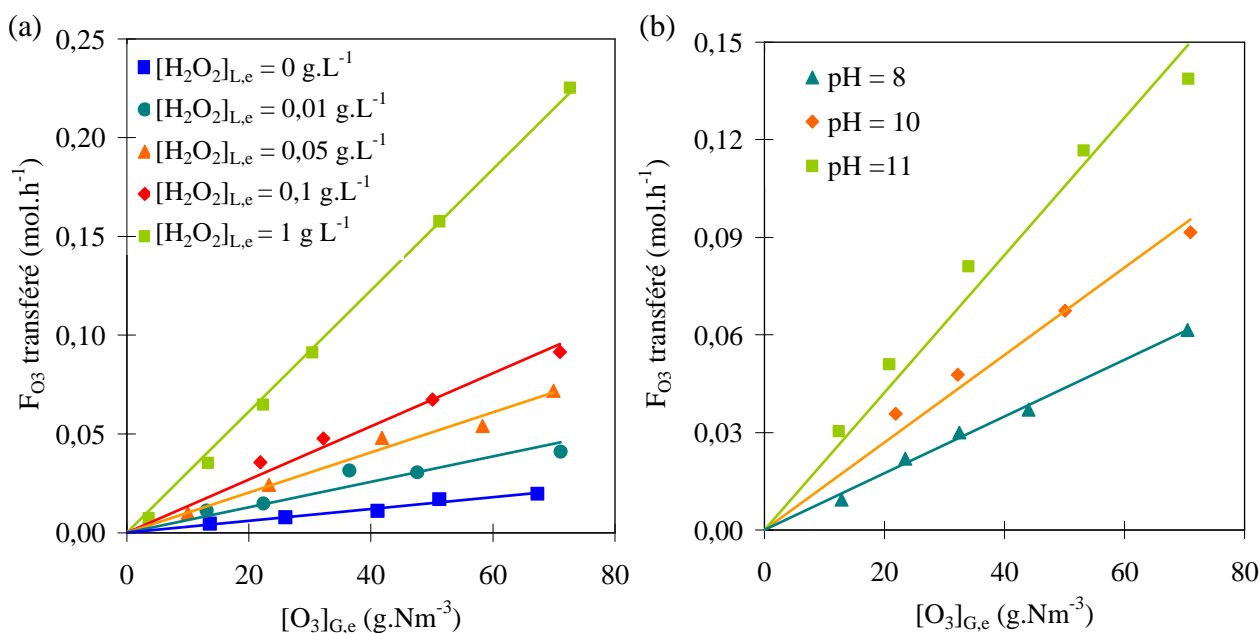 (a)
F_O3 transféré (mol.h⁻¹)
0,25
0,20
0,15
0,10
0,05
0,00
[H₂O₂]L,e = 0 g.L⁻¹
[H₂O₂]L,e = 0,01 g.L⁻¹
[H₂O₂]L,e = 0,05 g.L⁻¹
[H₂O₂]L,e = 0,1 g.L⁻¹
[H₂O₂]L,e = 1 g L⁻¹
0 20 40 60 80
[O₃]G,e (g.Nm⁻³)
(b)
F_O3 transféré (mol.h⁻¹)
0,15
0,12
0,09
0,06
0,03
0,00
pH = 8
pH = 10
pH =11
0 20 40 60 80
[O₃]G,e (g.Nm⁻³)